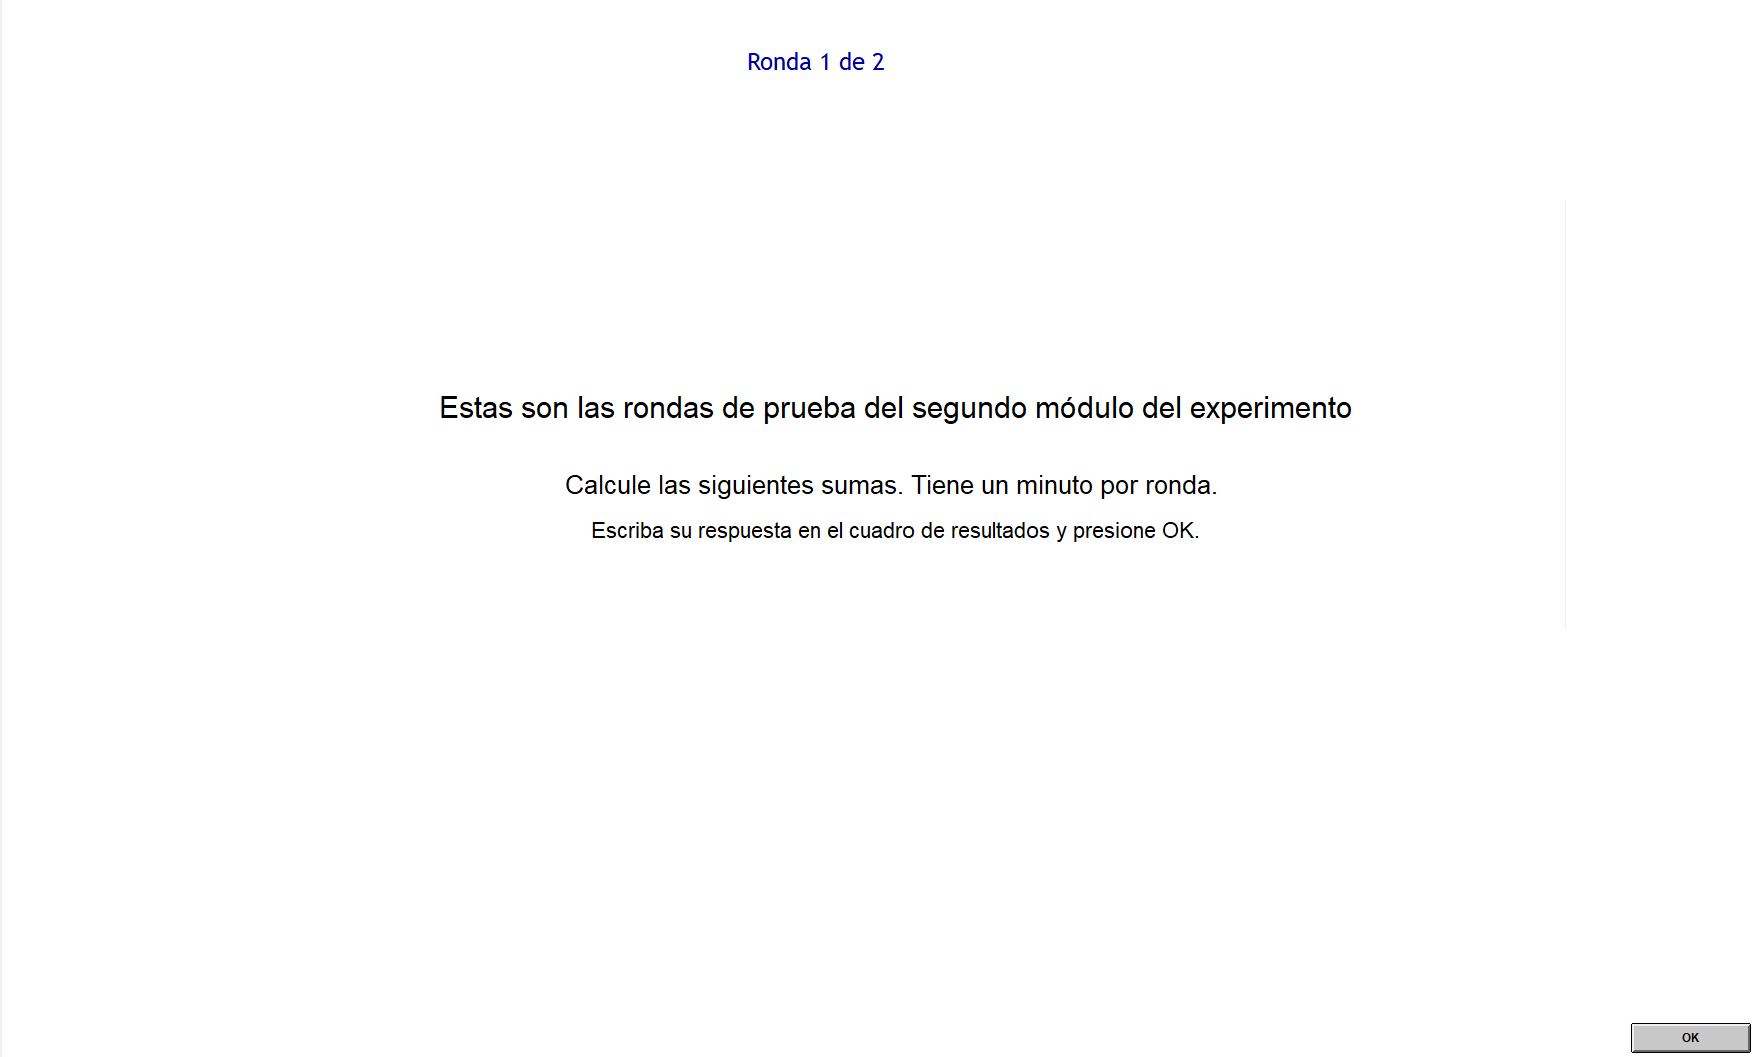 Ronda 1 de 2
Estas son las rondas de prueba del segundo módulo del experimento
Calcule las siguientes sumas. Tiene un minuto por ronda.
Escriba su respuesta en el cuadro de resultados y presione OK.
OK